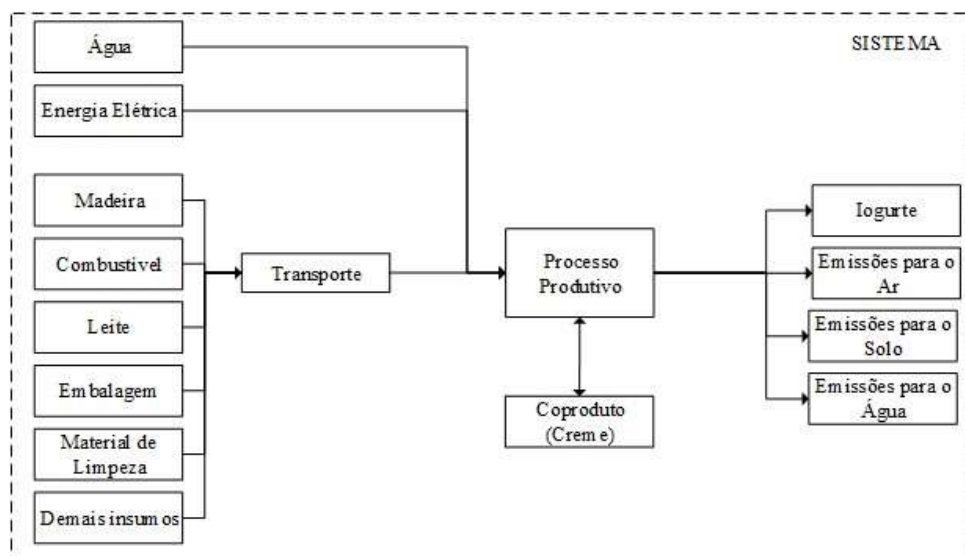 Água
SISTEMA
Energia Elétrica
Madeira
Combustível
Leite
Embalagem
Material de
Limpeza
Demais insumos
Transporte
Processo
Produtivo
Coproduto
(Creme)
Iogurte
Emissões para o
Ar
Emissões para o
Solo
Emissões para o
Água